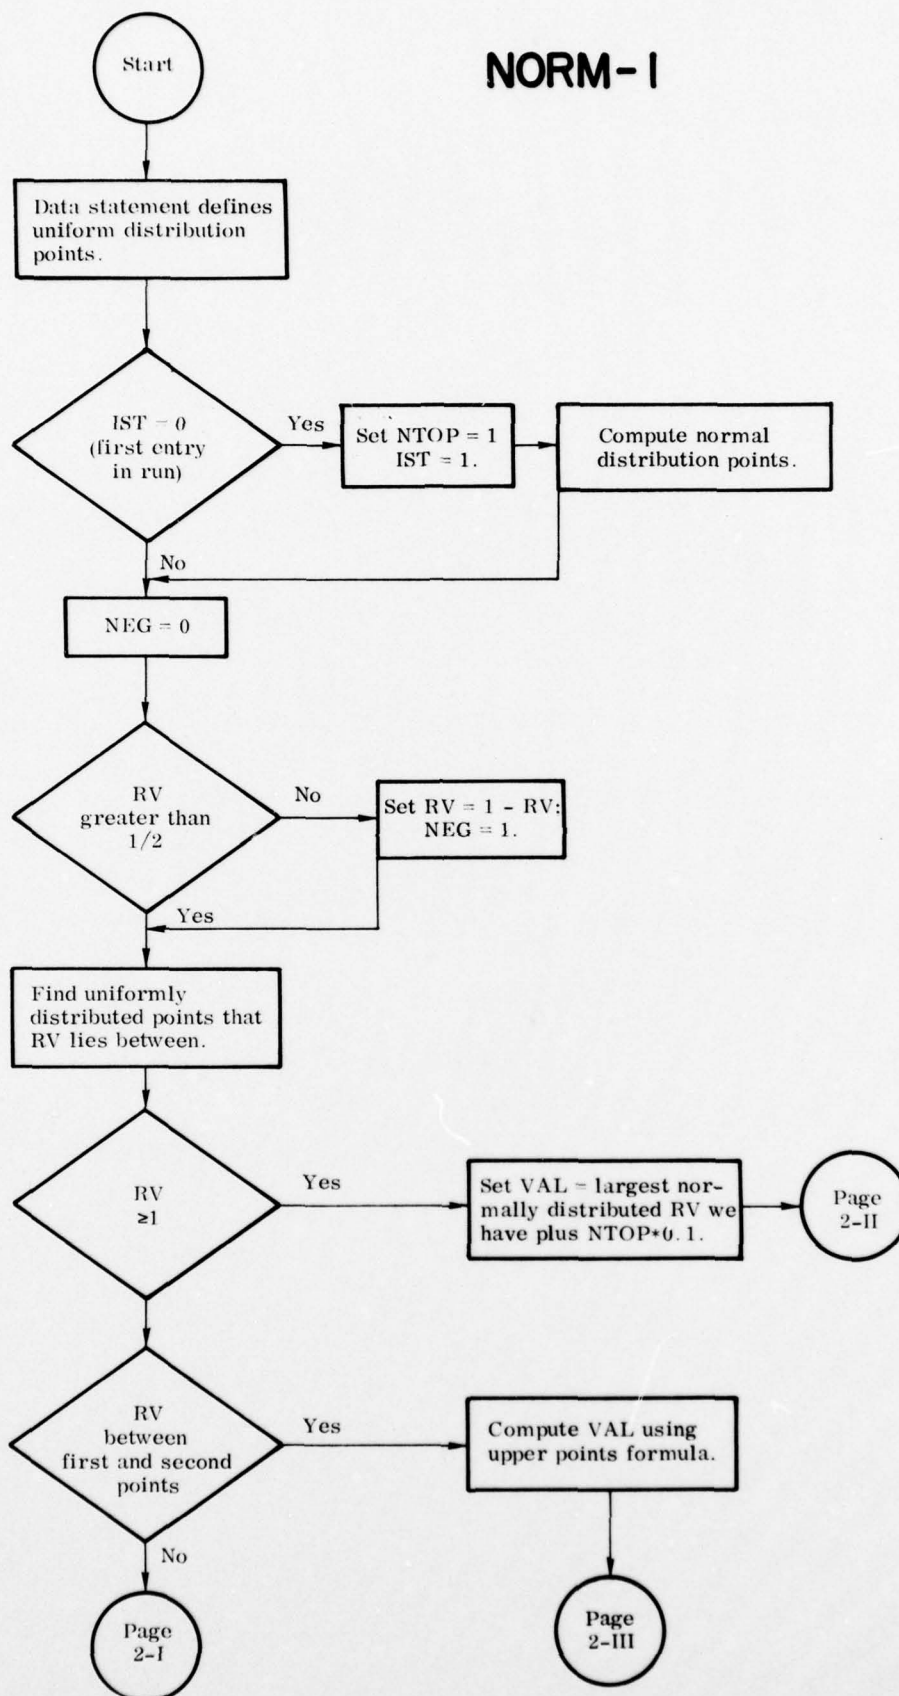 NORM-1
Start
Data statement defines
uniform distribution
points.
IST = 0
(first entry
in run)
Yes
Set NTOP = 1
IST = 1.
Compute normal
distribution points.
No
NEG = 0
RV
greater than
1/2
No
Set RV = 1 - RV:
NEG = 1.
Yes
Find uniformly
distributed points that
RV lies between.
RV
≥1
Yes
Set VAL = largest nor-
mally distributed RV we
have plus NTOP*0.1.
Page
2-II
RV
between
first and second
points
Yes
Compute VAL using
upper points formula.
No
Page
2-I
Page
2-III